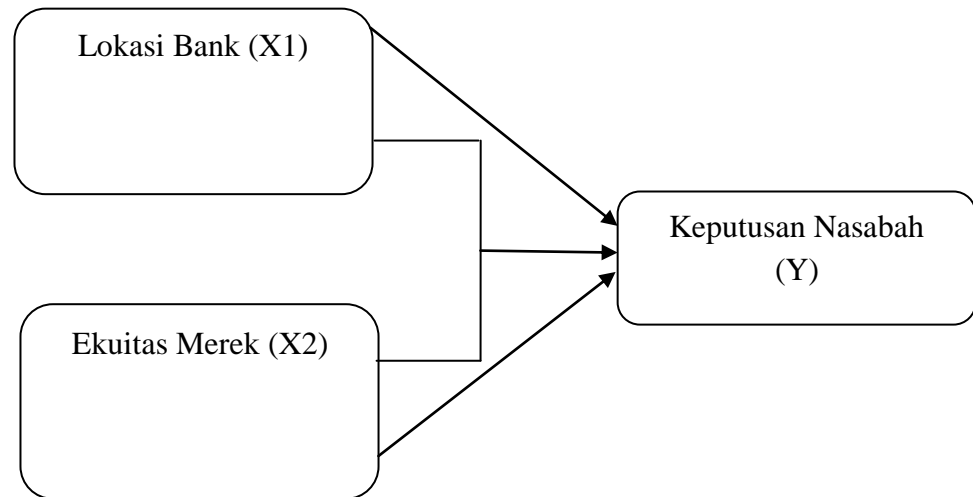 Lokasi Bank (X1)
Ekuitas Merek (X2)
Keputusan Nasabah
(Y)